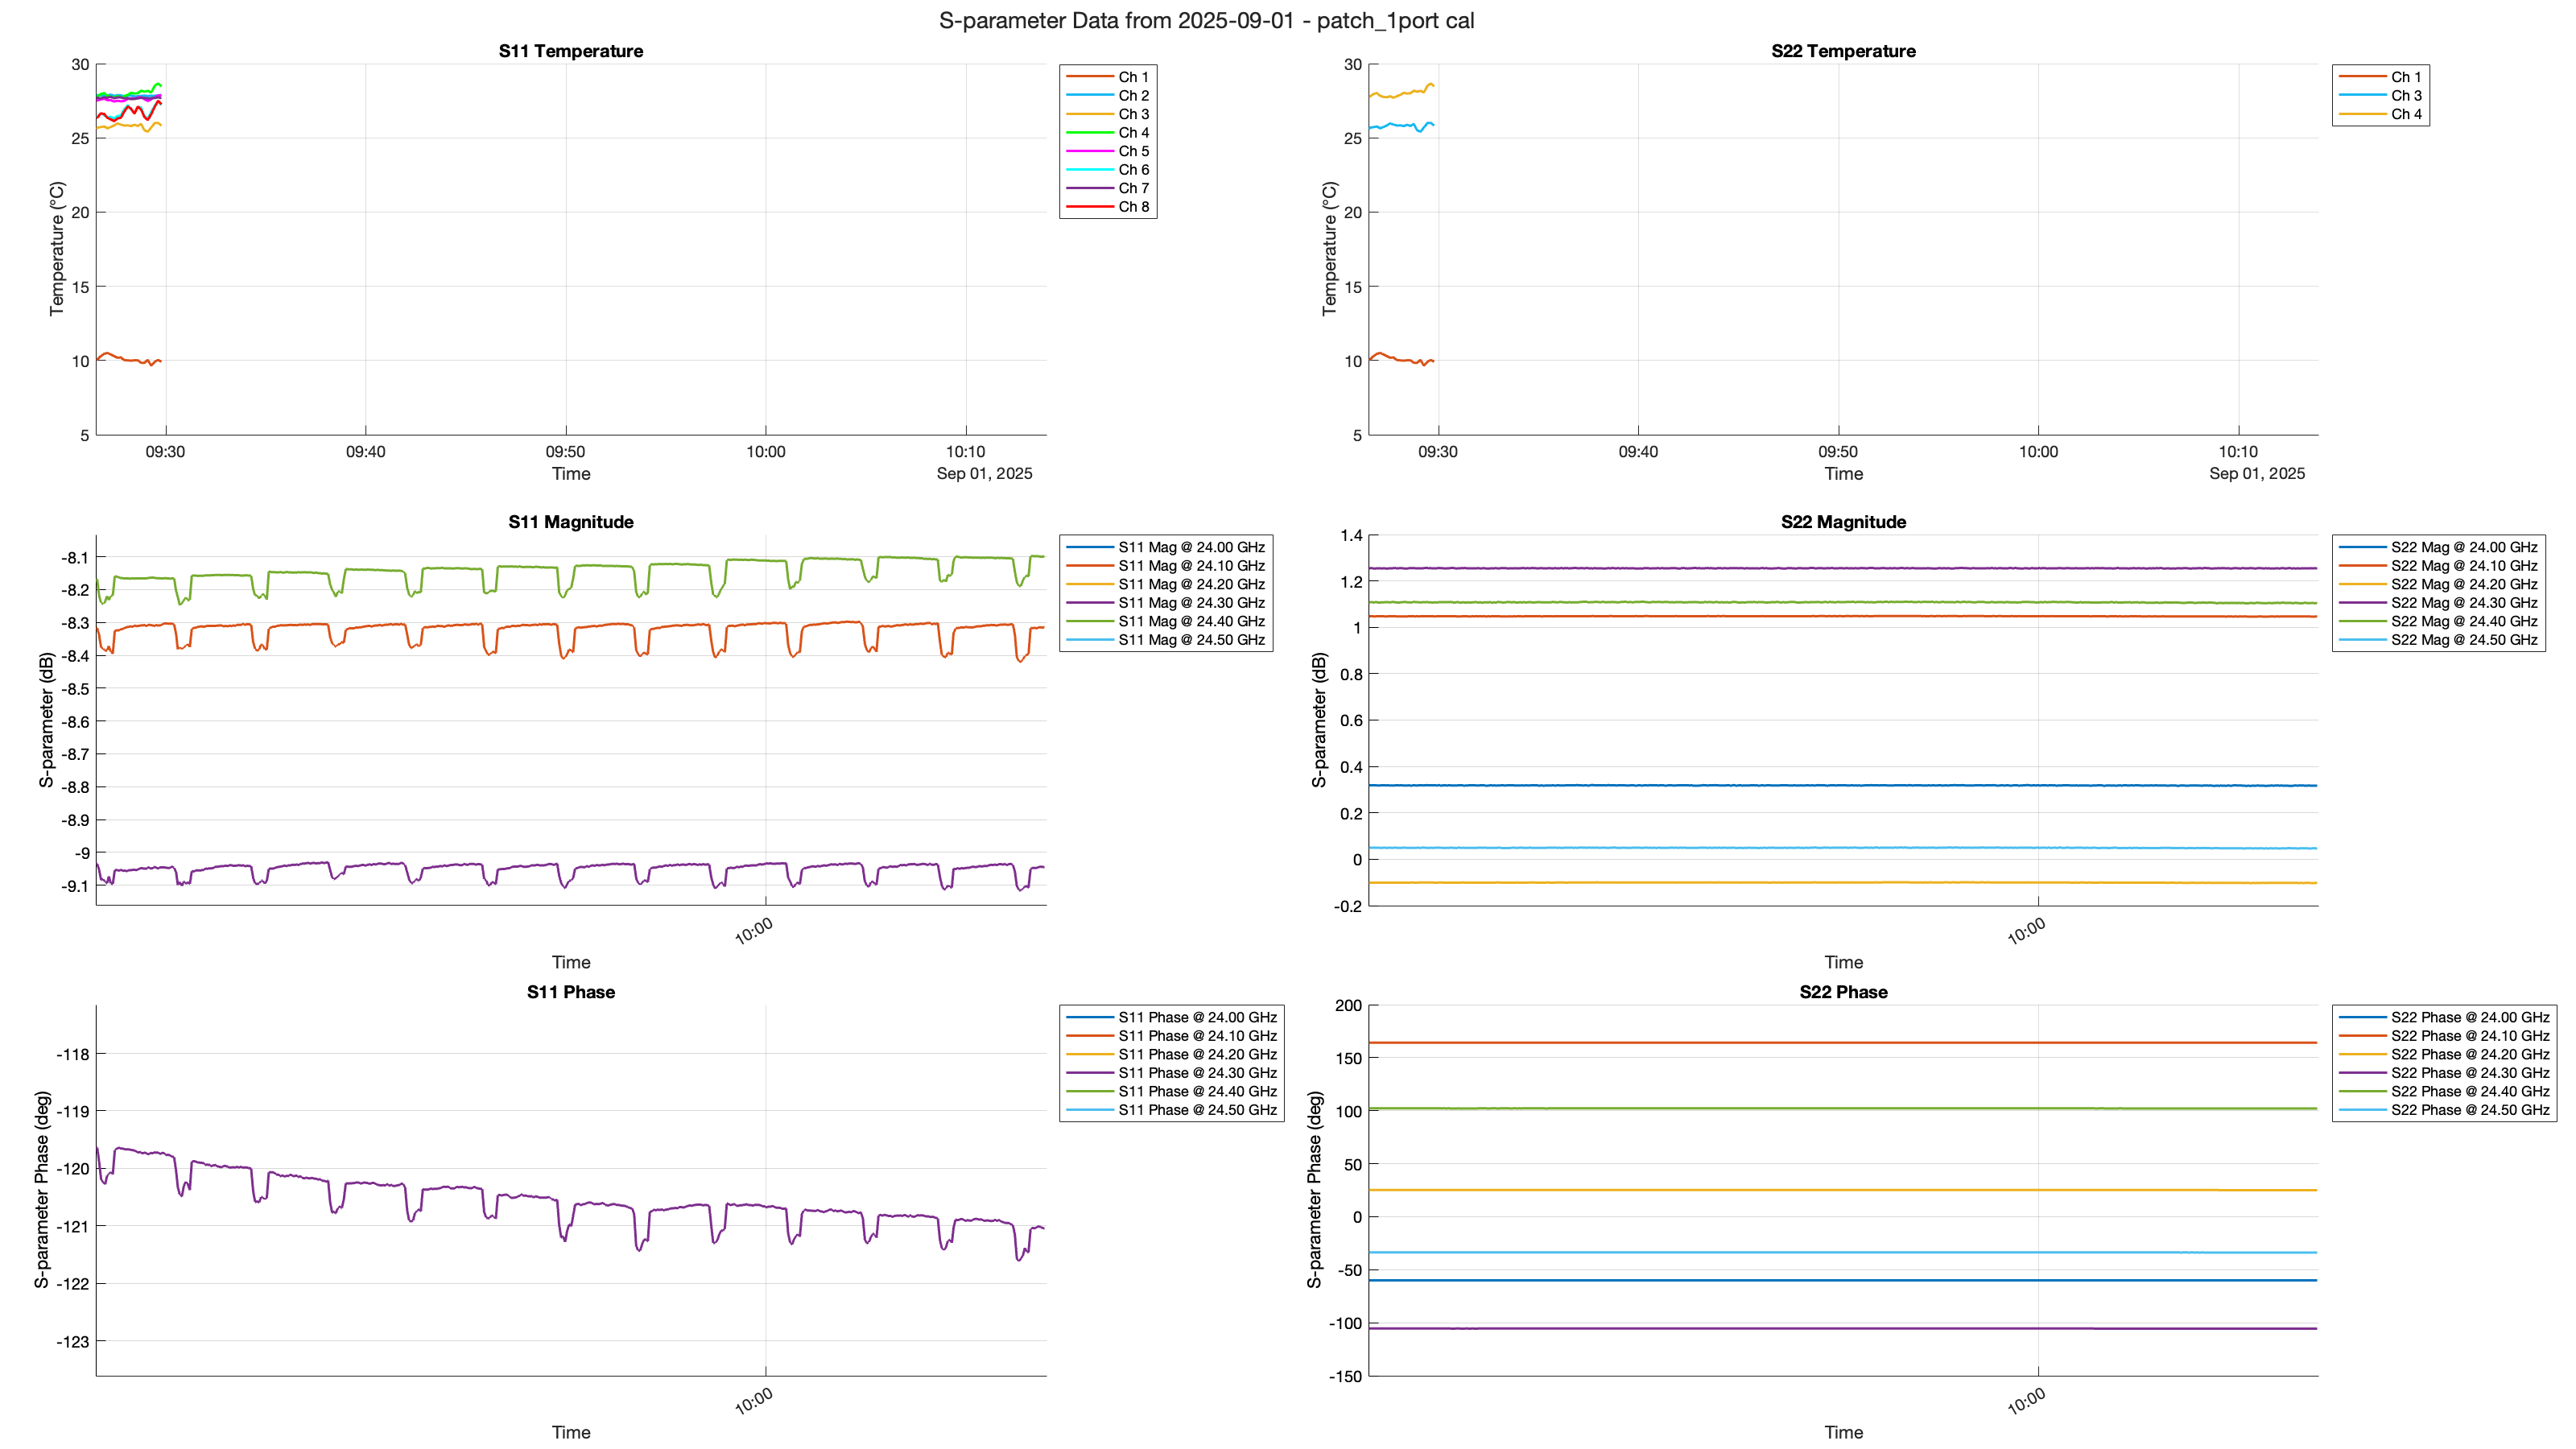 S-parameter Data from 2025-09-01 - patch_1port cal
S11 Temperature
30
25
20
15
10
5
Temperature (°C)
09:30
09:40
09:50
10:00
10:10
Time
Sep 01, 2025
Ch 1
Ch 2
Ch 3
Ch 4
Ch 5
Ch 6
Ch 7
Ch 8
S22 Temperature
30
25
20
15
10
5
Temperature (°C)
09:30
09:40
09:50
10:00
10:10
Time
Sep 01, 2025
Ch 1
Ch 3
Ch 4
S11 Magnitude
-8.1
-8.2
-8.3
-8.4
-8.5
-8.6
-8.7
-8.8
-8.9
-9
-9.1
S-parameter (dB)
10:00
Time
S11 Mag @ 24.00 GHz
S11 Mag @ 24.10 GHz
S11 Mag @ 24.20 GHz
S11 Mag @ 24.30 GHz
S11 Mag @ 24.40 GHz
S11 Mag @ 24.50 GHz
S22 Magnitude
1.4
1.2
1
0.8
0.6
0.4
0.2
0
-0.2
S-parameter (dB)
10:00
Time
S22 Mag @ 24.00 GHz
S22 Mag @ 24.10 GHz
S22 Mag @ 24.20 GHz
S22 Mag @ 24.30 GHz
S22 Mag @ 24.40 GHz
S22 Mag @ 24.50 GHz
S11 Phase
-118
-119
-120
-121
-122
-123
S-parameter Phase (deg)
10:00
Time
S11 Phase @ 24.00 GHz
S11 Phase @ 24.10 GHz
S11 Phase @ 24.20 GHz
S11 Phase @ 24.30 GHz
S11 Phase @ 24.40 GHz
S11 Phase @ 24.50 GHz
S22 Phase
200
150
100
50
0
-50
-100
-150
S-parameter Phase (deg)
10:00
Time
S22 Phase @ 24.00 GHz
S22 Phase @ 24.10 GHz
S22 Phase @ 24.20 GHz
S22 Phase @ 24.30 GHz
S22 Phase @ 24.40 GHz
S22 Phase @ 24.50 GHz